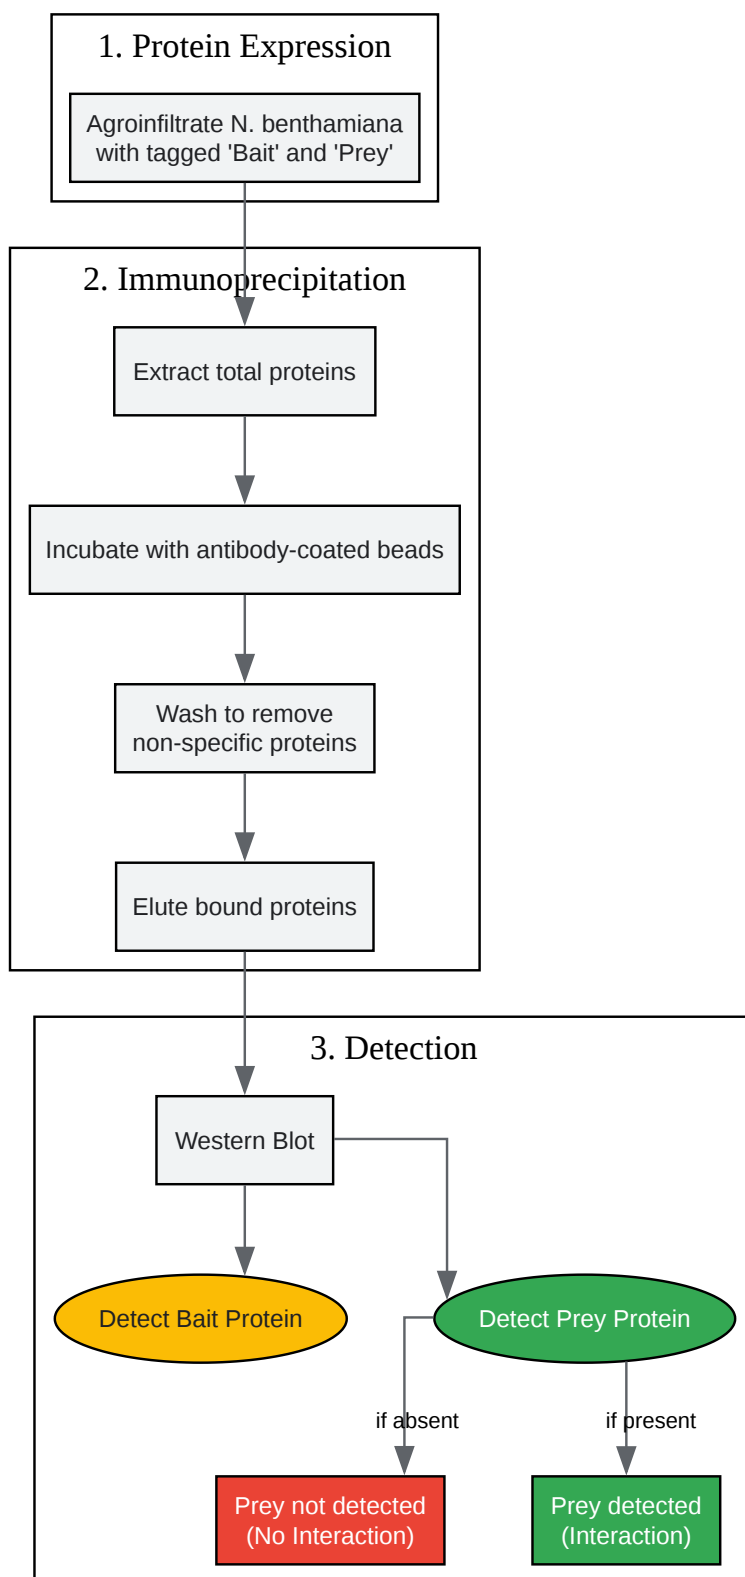 1. Protein Expression
Agroinfiltrate N. benthamiana
with tagged 'Bait' and 'Prey'
2. Immunoprecipitation
Extract total proteins
Incubate with antibody-coated beads
Wash to remove
non-specific proteins
Elute bound proteins
3. Detection
Western Blot
Detect Bait Protein
Detect Prey Protein
if absent
if present
Prey not detected
(No Interaction)
Prey detected
(Interaction)